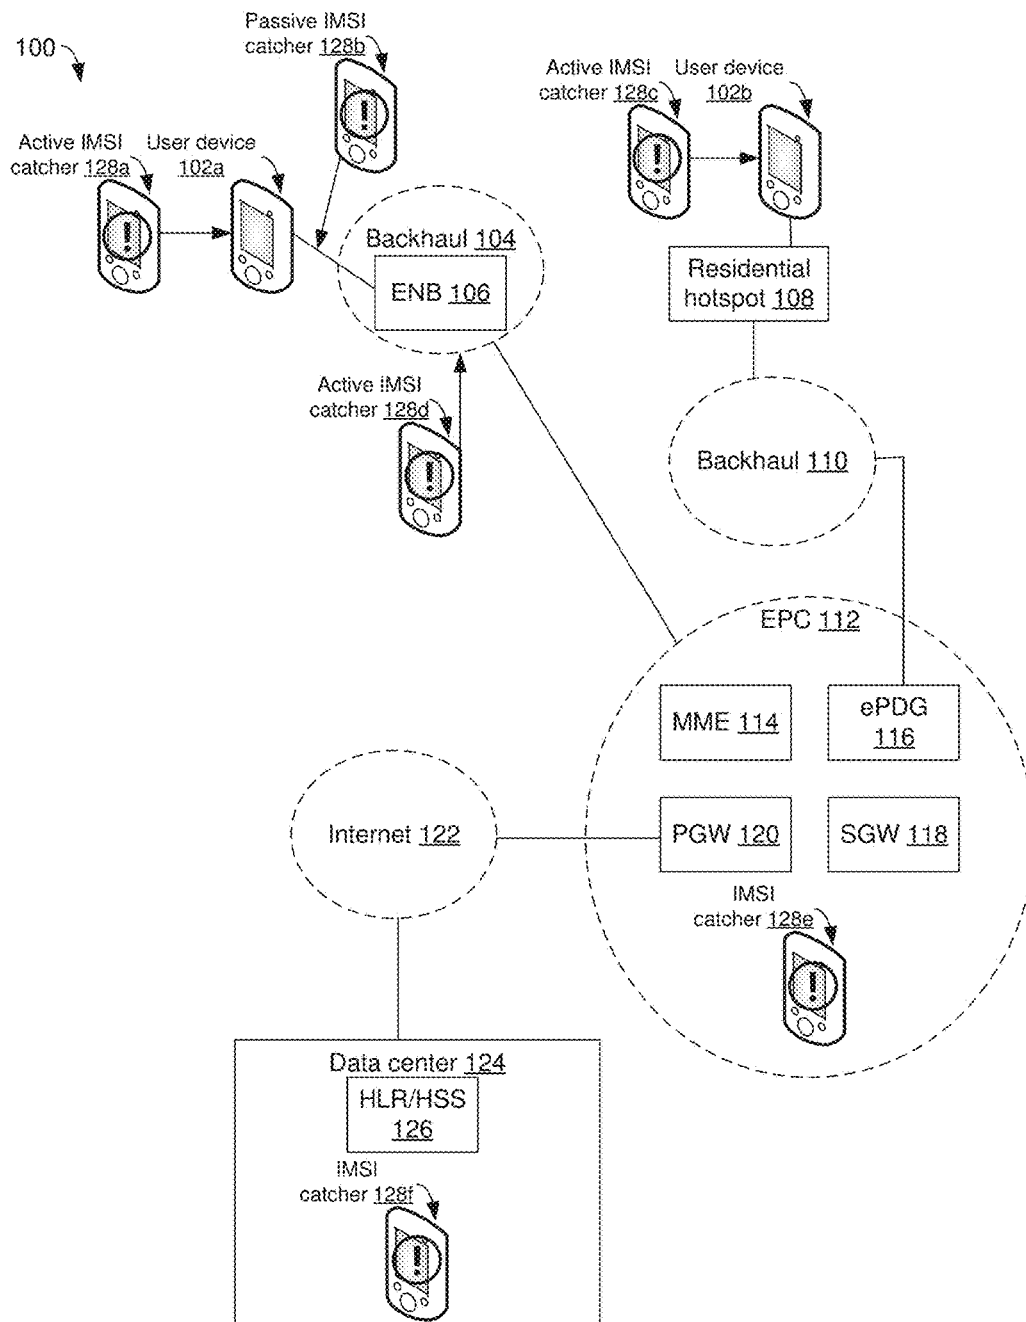 100
Passive IMSI
catcher 128b
Active IMSI
catcher 128a
User device
102a
Active IMSI
catcher 128c
User device
102b
Backhaul 104
ENB 106
Residential
hotspot 108
Active IMSI
catcher 128d
Backhaul 110
EPC 112
MME 114
ePDG
116
Internet 122
PGW 120
SGW 118
IMSI
catcher 128e
Data center 124
HLR/HSS
126
IMSI
catcher 128f